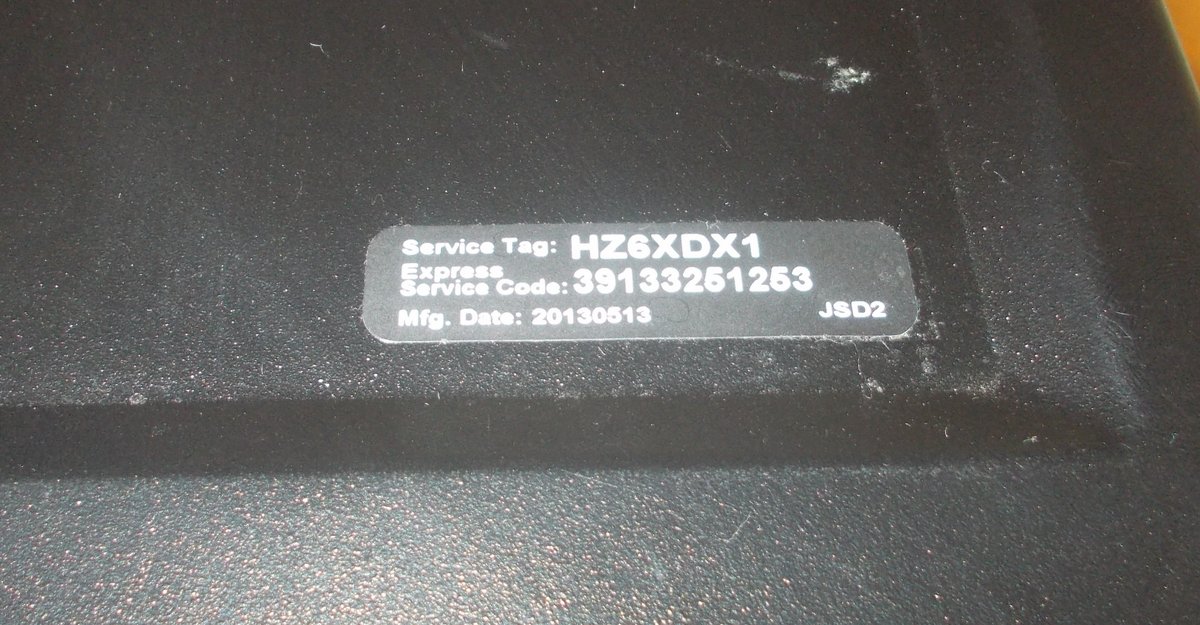 Service Tag: HZ6XDX1
Express
Service Code: 39133251253
Mfg. Date: 20130513 JSD2